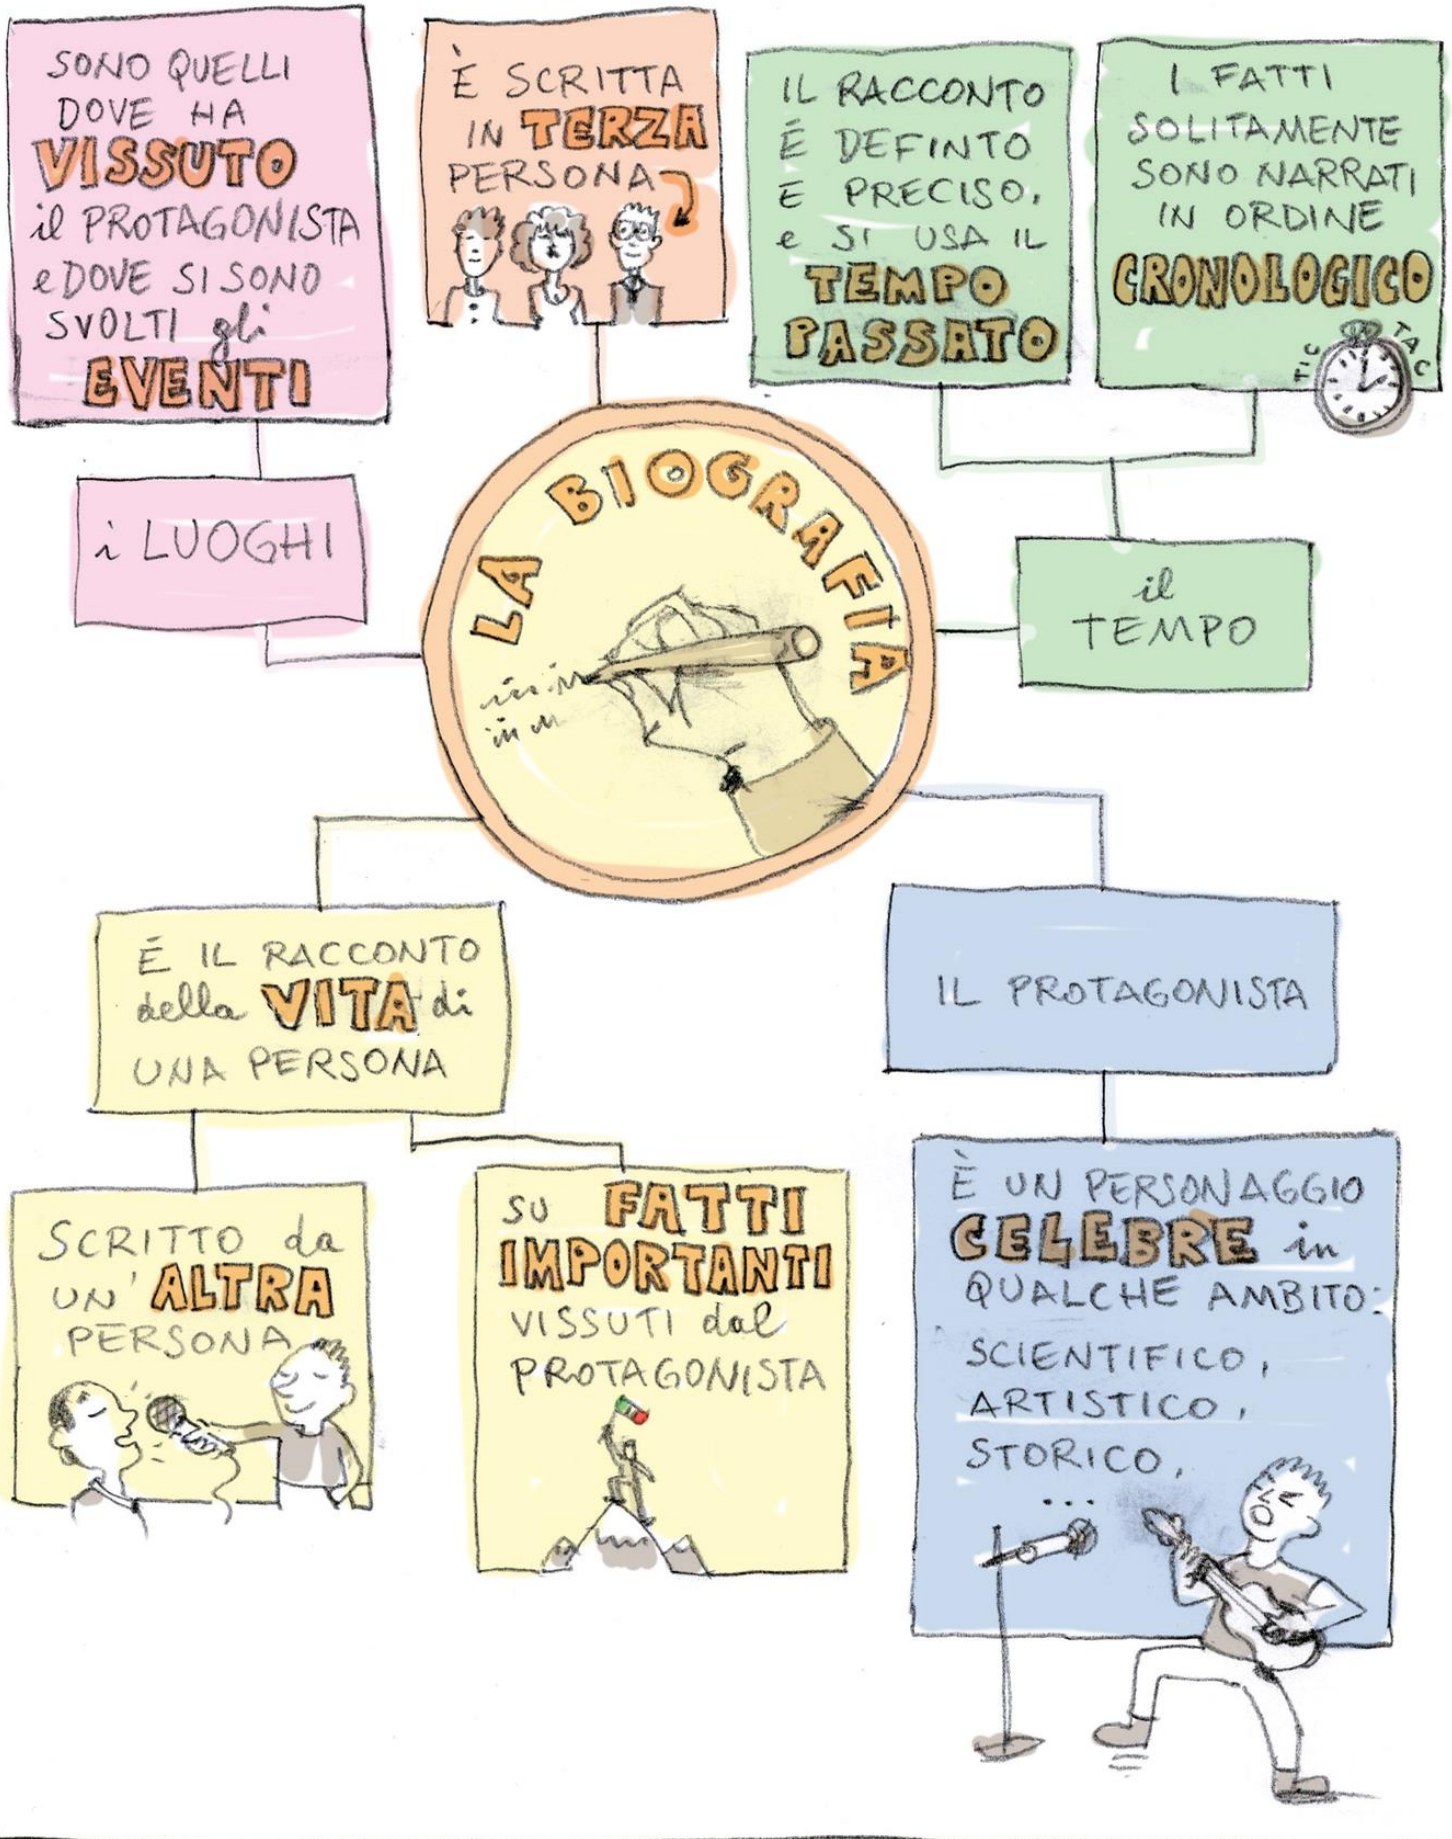 SONO QUELLI
DOVE HA
VISSUTO
il PROTAGONISTA
e DOVE SI SONO
SVOLTI gli
EVENTI
i LUOGHI
È SCRITTA
IN TERZA
PERSONA
IL RACCONTO
É DEFINTO
E PRECISO,
e SI USA IL
TEMPO
PASSATO
I FATTI
SOLITAMENTE
SONO NARRATI
IN ORDINE
CRONOLOGICO
TIC TAC
il
TEMPO
LA BIOGRAFIA
É IL RACCONTO
della VITA di
UNA PERSONA
SCRITTO da
UN'ALTRA
PERSONA
SU FATTI
IMPORTANTI
VISSUTI dal
PROTAGONISTA
IL PROTAGONISTA
È UN PERSONAGGIO
CELEBRE in
QUALCHE AMBITO:
SCIENTIFICO,
ARTISTICO,
STORICO,
...